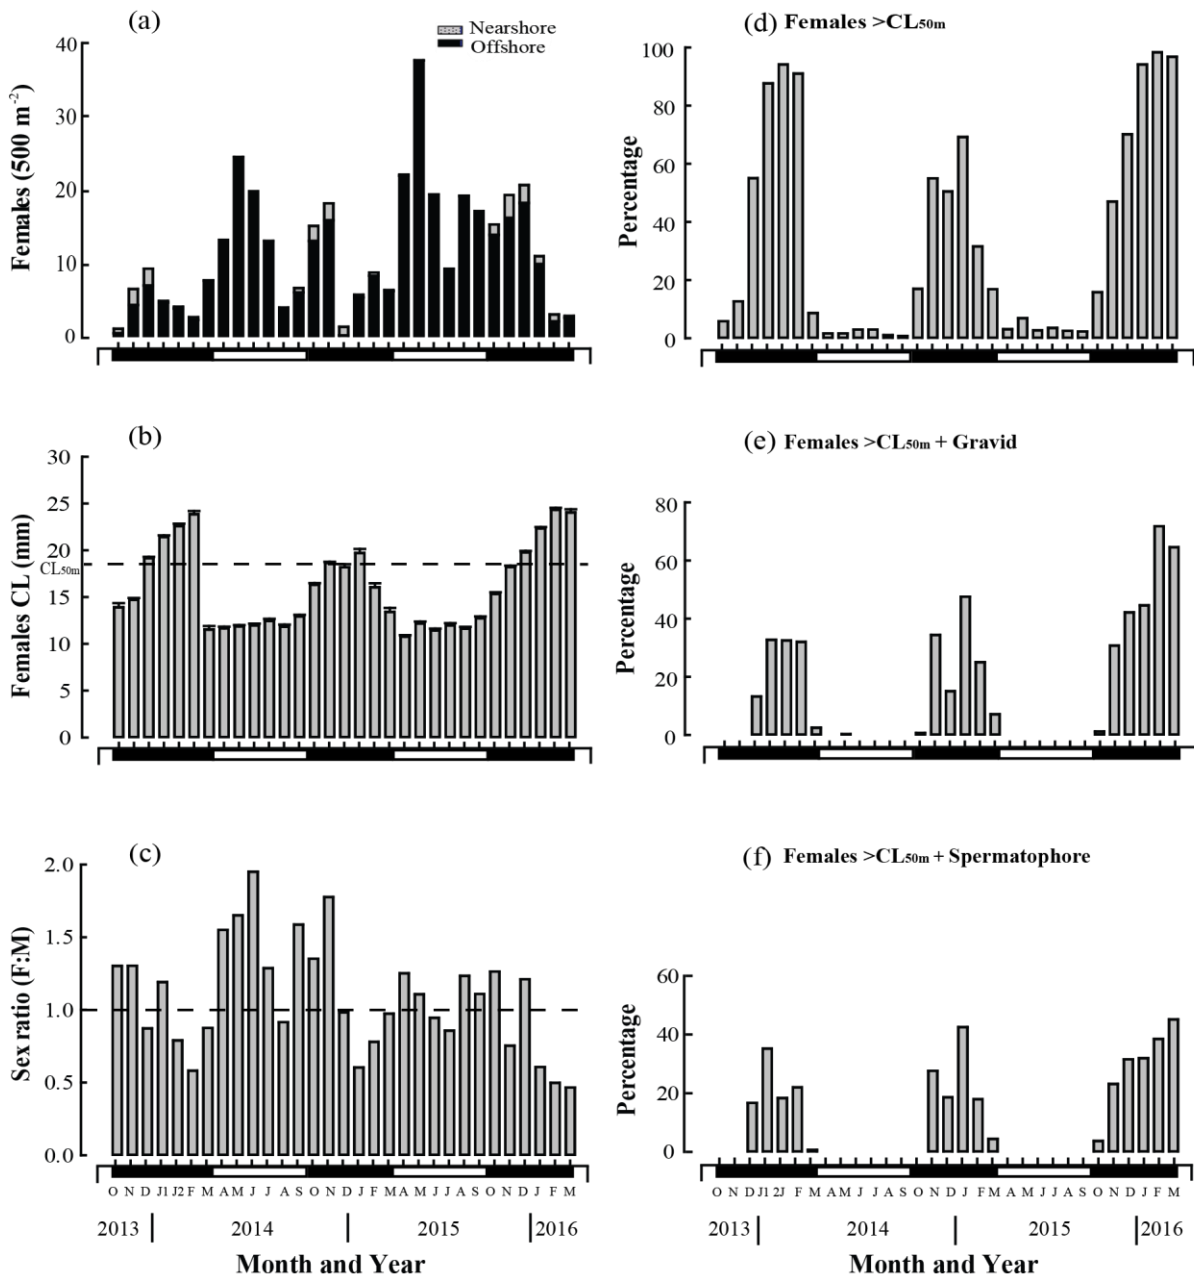 (a)
Nearshore
Offshore
Females (500 m⁻²)
40
30
20
10
0
(b)
Females CL (mm)
30
25
20
CL50m
15
10
5
0
(c)
Sex ratio (F:M)
2.0
1.5
1.0
0.5
0.0
O N D J1 J2 F M A M J J A S O N D J F M A M J J A S O N D J F M
2013 2014 2015 2016
Month and Year
(d) Females >CL50m
Percentage
100
80
60
40
20
0
(e) Females >CL50m + Gravid
Percentage
80
60
40
20
0
(f) Females >CL50m + Spermatophore
Percentage
60
40
20
0
O N D J1 2J F M A M J J A S O N D J F M A M J J A S O N D J F M
2013 2014 2015 2016
Month and Year